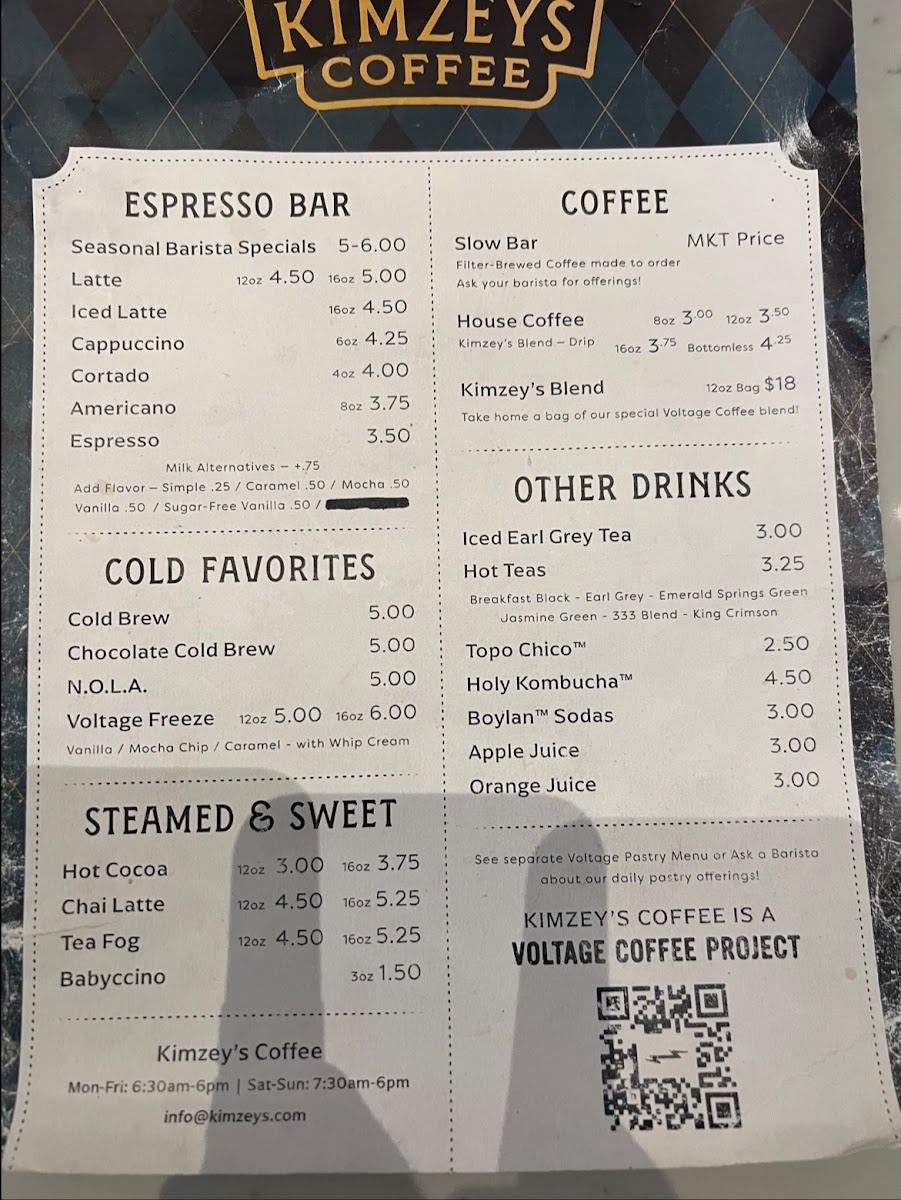 KIMZEYS
COFFEE
ESPRESSO BAR
Seasonal Barista Specials 5-6.00
Latte 12oz 4.50 16oz 5.00
Iced Latte 16oz 4.50
Cappuccino 6oz 4.25
Cortado 4oz 4.00
Americano 8oz 3.75
Espresso 3.50
Milk Alternatives – +.75
Add Flavor – Simple .25 / Caramel .50 / Mocha .50
Vanilla .50 / Sugar-Free Vanilla .50 /
COLD FAVORITES
Cold Brew 5.00
Chocolate Cold Brew 5.00
N.O.L.A. 5.00
Voltage Freeze 12oz 5.00 16oz 6.00
Vanilla / Mocha Chip / Caramel - with Whip Cream
STEAMED & SWEET
Hot Cocoa 12oz 3.00 16oz 3.75
Chai Latte 12oz 4.50 16oz 5.25
Tea Fog 12oz 4.50 16oz 5.25
Babyccino 3oz 1.50
Kimzey's Coffee
Mon-Fri: 6:30am-6pm | Sat-Sun: 7:30am-6pm
info@kimzeys.com
COFFEE
Slow Bar MKT Price
Filter-Brewed Coffee made to order
Ask your barista for offerings!
House Coffee 8oz 3.00 12oz 3.50
Kimzey's Blend – Drip 16oz 3.75 Bottomless 4.25
Kimzey's Blend 12oz Bag $18
Take home a bag of our special Voltage Coffee blend!
OTHER DRINKS
Iced Earl Grey Tea 3.00
Hot Teas 3.25
Breakfast Black - Earl Grey - Emerald Springs Green
Jasmine Green - 333 Blend - King Crimson
Topo Chico™ 2.50
Holy Kombucha™ 4.50
Boylan™ Sodas 3.00
Apple Juice 3.00
Orange Juice 3.00
See separate Voltage Pastry Menu or Ask a Barista
about our daily pastry offerings!
KIMZEY'S COFFEE IS A
VOLTAGE COFFEE PROJECT